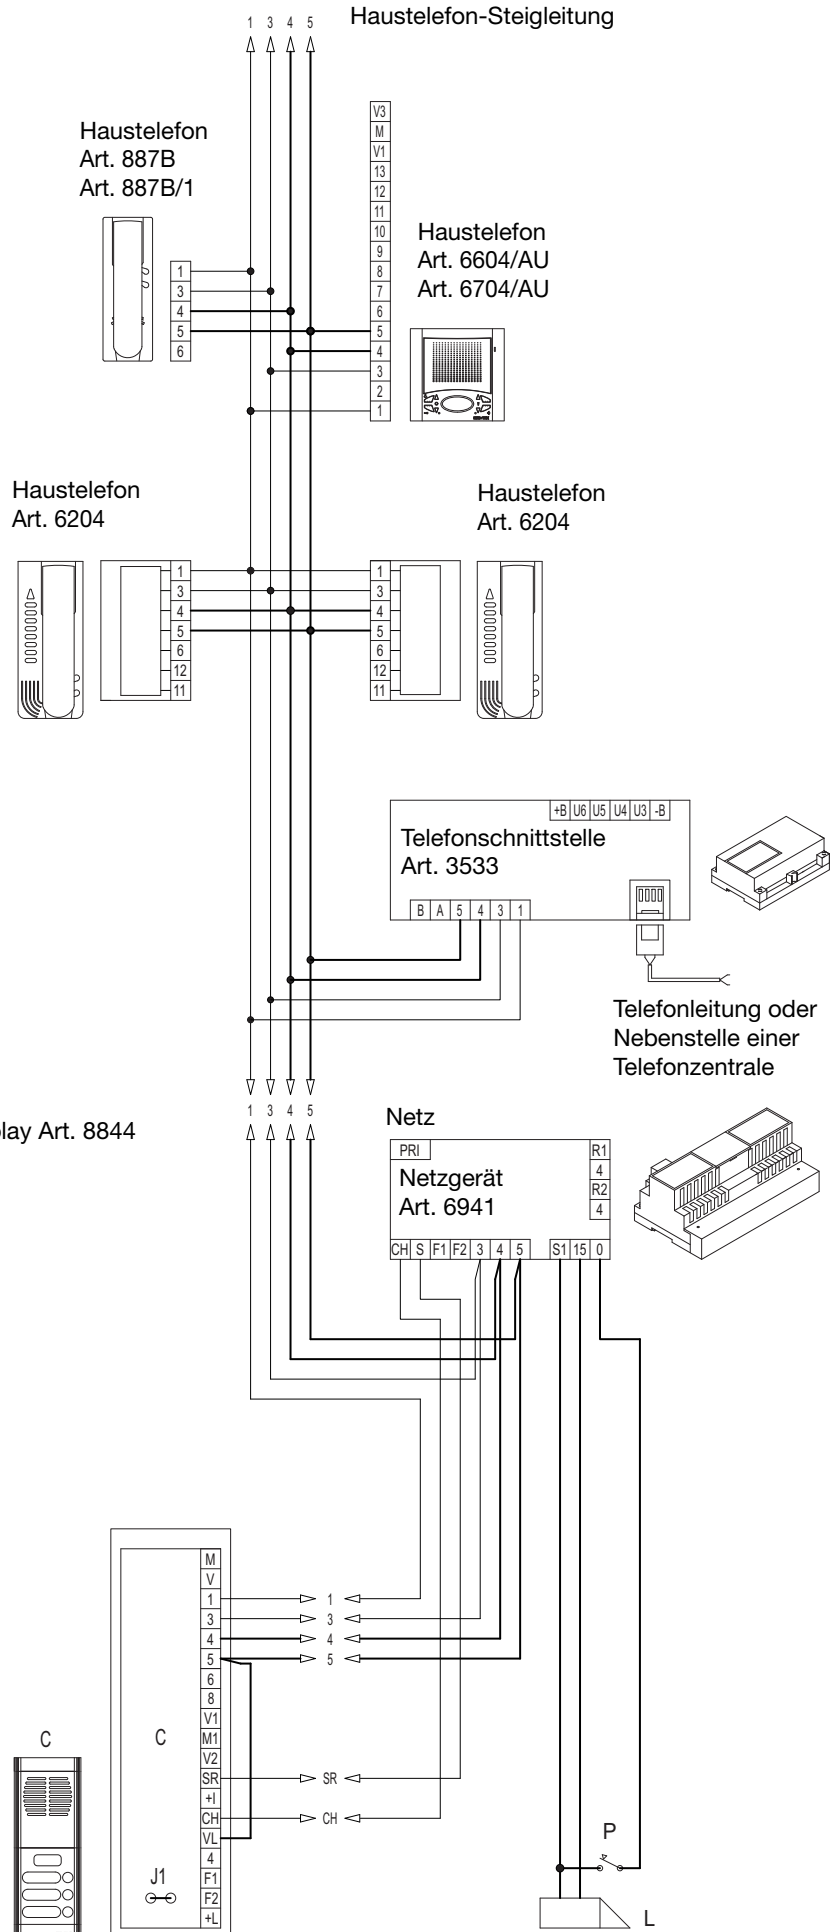 1 3 4 5
Haustelefon-Steigleitung
Haustelefon
Art. 887B
Art. 887B/1
1
3
4
5
6
V3
M
V1
13
12
11
10
9
8
7
6
5
4
3
2
1
Haustelefon
Art. 6604/AU
Art. 6704/AU
Haustelefon
Art. 6204
1
3
4
5
6
12
11
1
3
4
5
6
12
11
Haustelefon
Art. 6204
+B U6 U5 U4 U3 -B
Telefonschnittstelle
Art. 3533
B A 5 4 3 1
Telefonleitung oder
Nebenstelle einer
Telefonzentrale
1 3 4 5
lay Art. 8844
Netz
PRI
R1
4
R2
4
Netzgerät
Art. 6941
CH S F1 F2 3 4 5 S1 15 0
C
C
J1
M
V
1
3
4
5
6
8
V1
M1
V2
SR
+I
CH
VL
4
F1
F2
+L
1
3
4
5
SR
CH
P
L